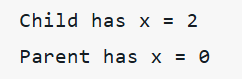 Child has x = 2
Parent has x = 0